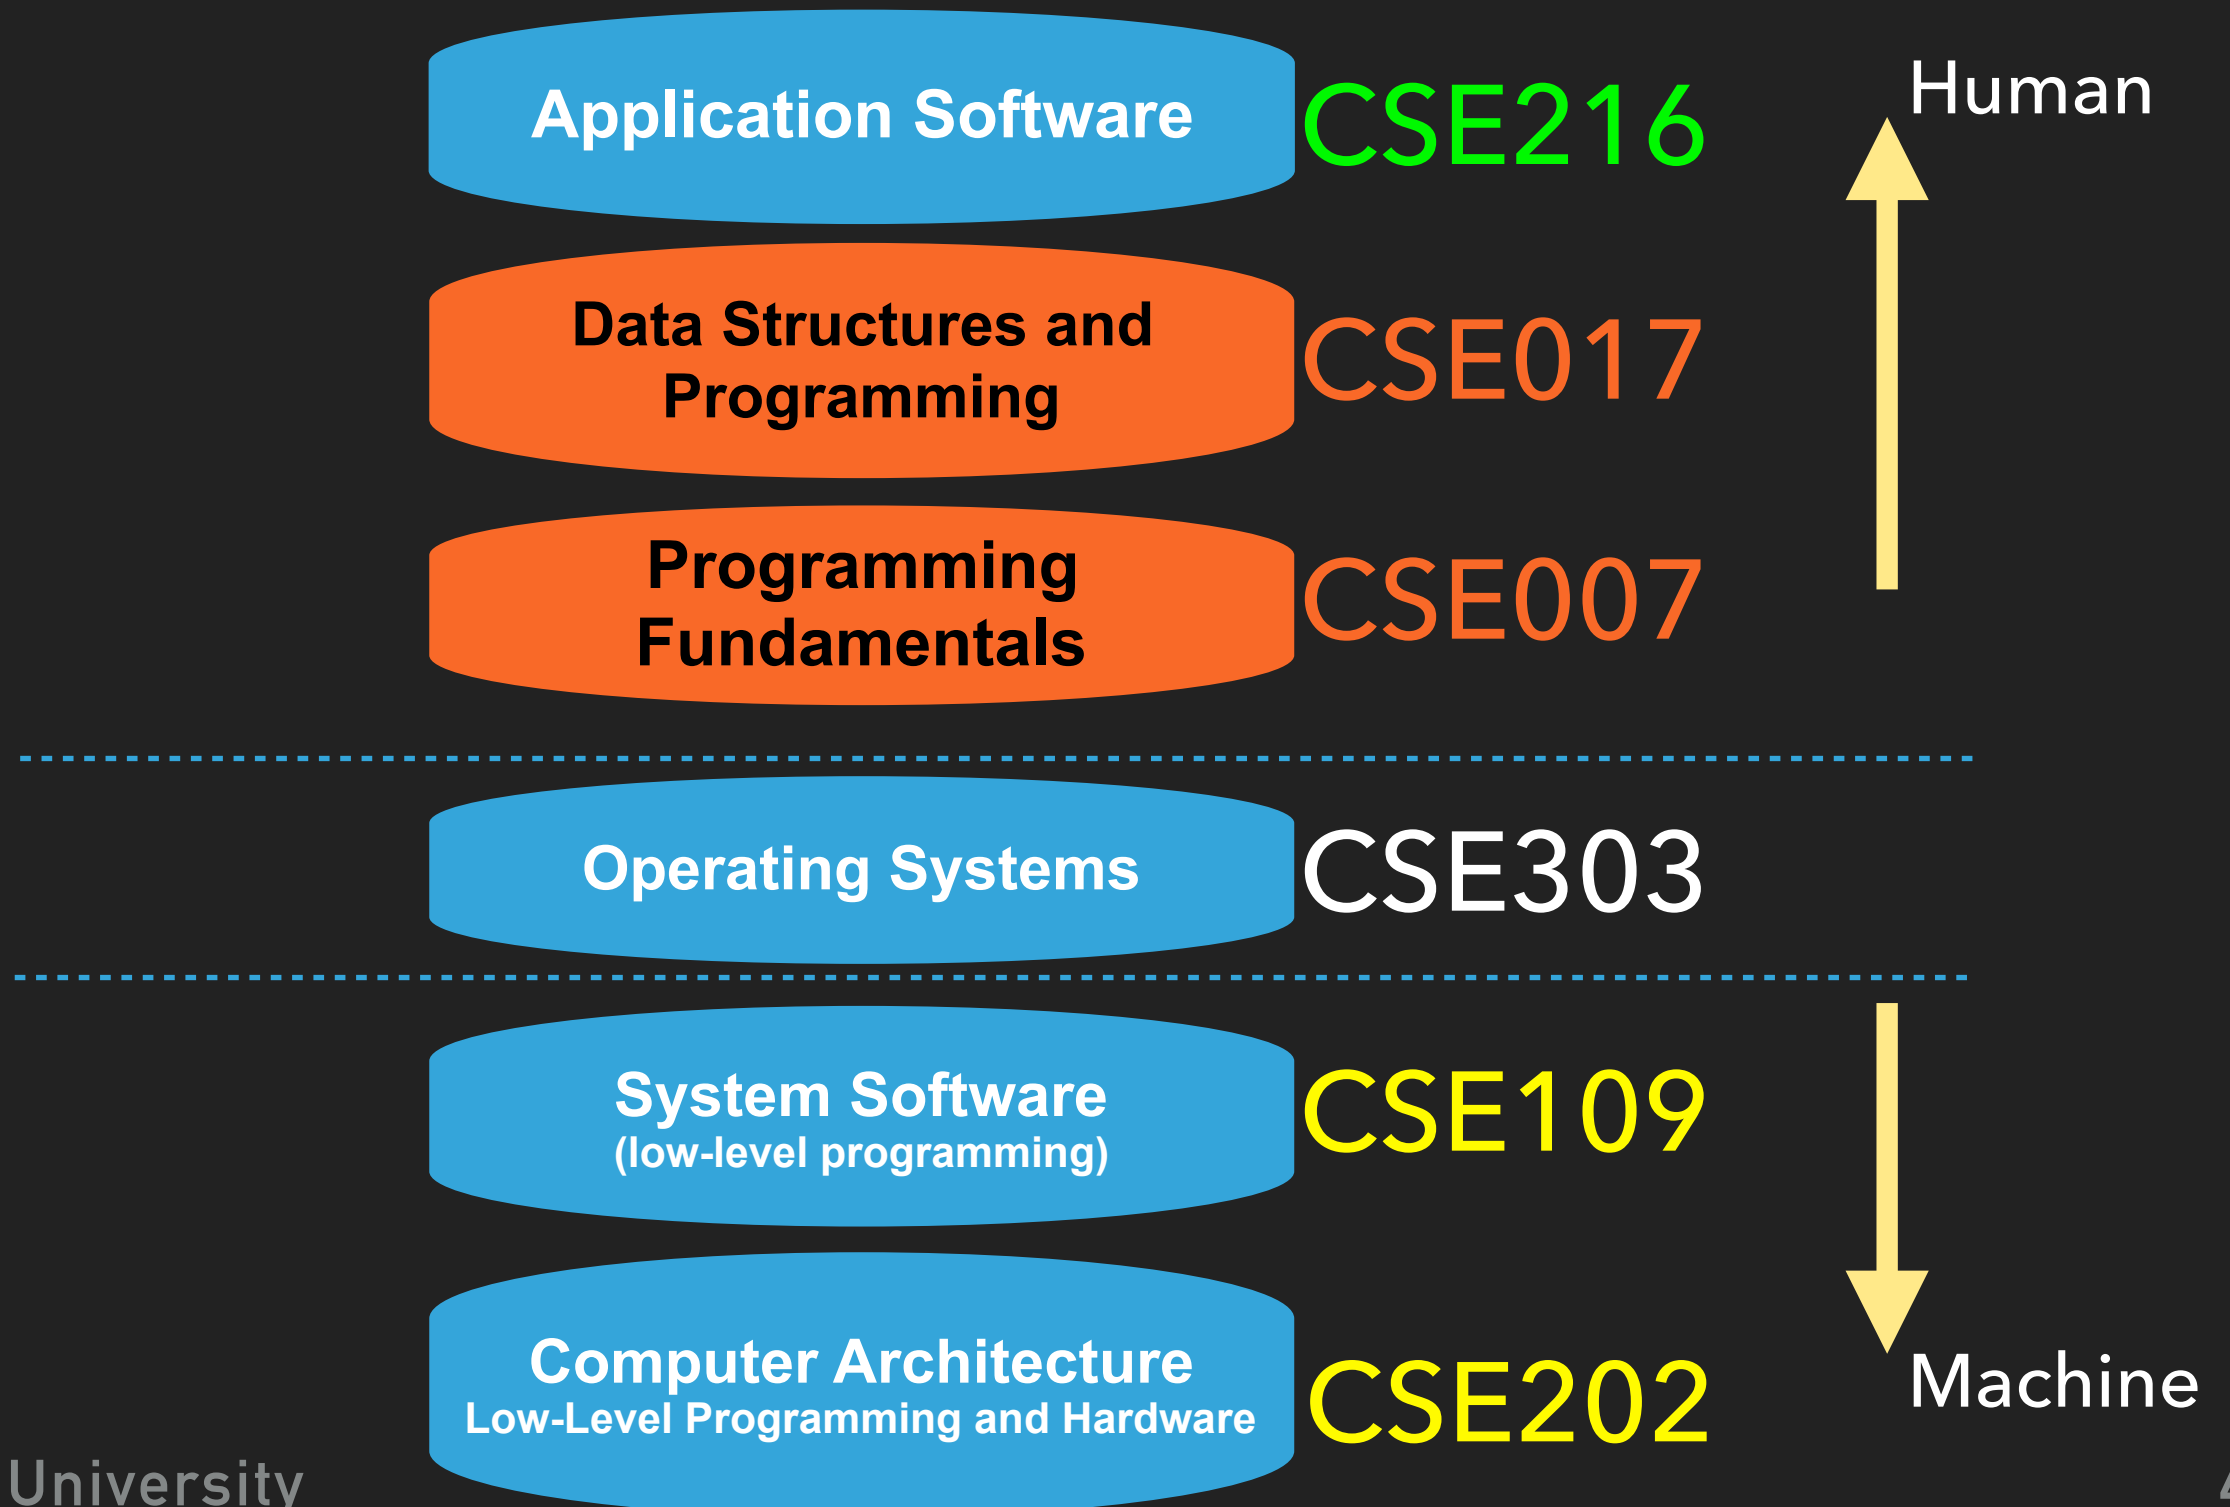 Application Software
CSE216
Human
Data Structures and
Programming
CSE017
Programming
Fundamentals
CSE007
Operating Systems
CSE303
System Software
(low-level programming)
CSE109
Computer Architecture
Low-Level Programming and Hardware
CSE202
Machine
University